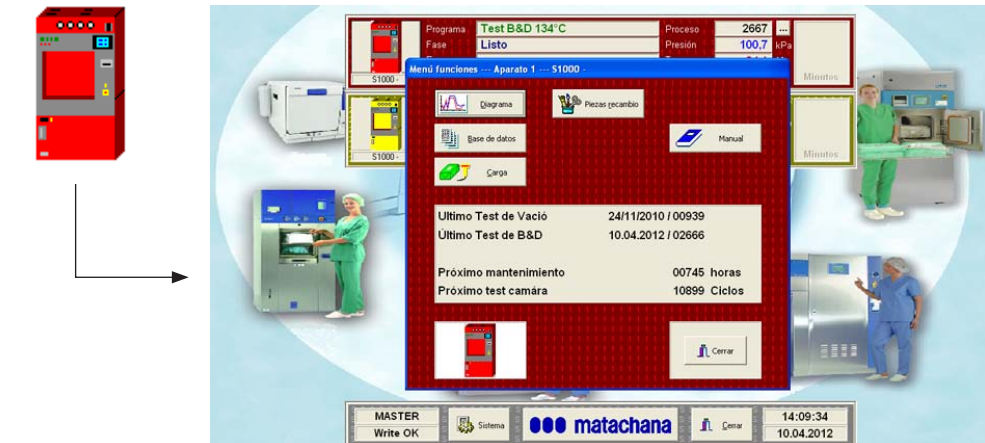 Programa Test B&D 134°C Proceso 2667 ...
Fase Listo Presión 100,7 kPa
Minutos
S1000 -
Menú funciones --- Aparato 1 --- S1000 -
Diagrama Piezas recambio
Base de datos Manual
S1000 - Minutos
Carga
Ultimo Test de Vació 24/11/2010 / 00939
Último Test de B&D 10.04.2012 / 02666
Próximo mantenimiento 00745 horas
Próximo test camára 10899 Ciclos
Cerrar
MASTER Sistema matachana Cerrar 14:09:34
Write OK 10.04.2012